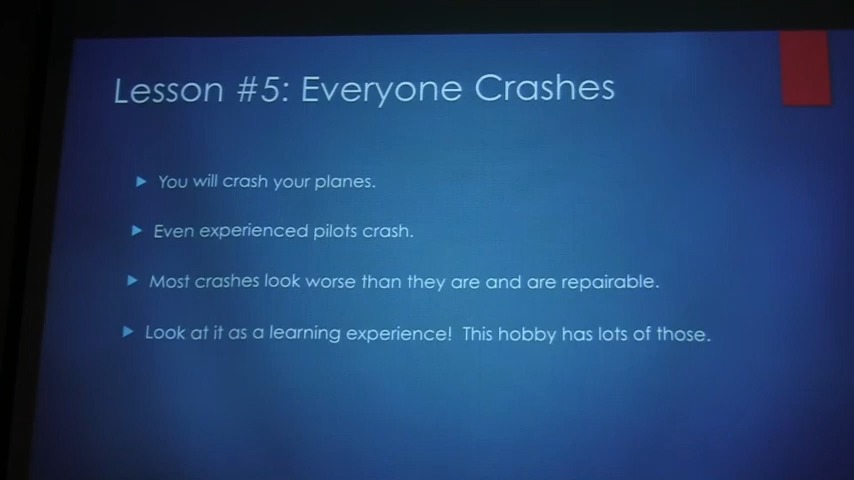 Lesson #5: Everyone Crashes
You will crash your planes.
Even experienced pilots crash.
Most crashes look worse than they are and are repairable.
Look at it as a learning experience!  This hobby has lots of those.